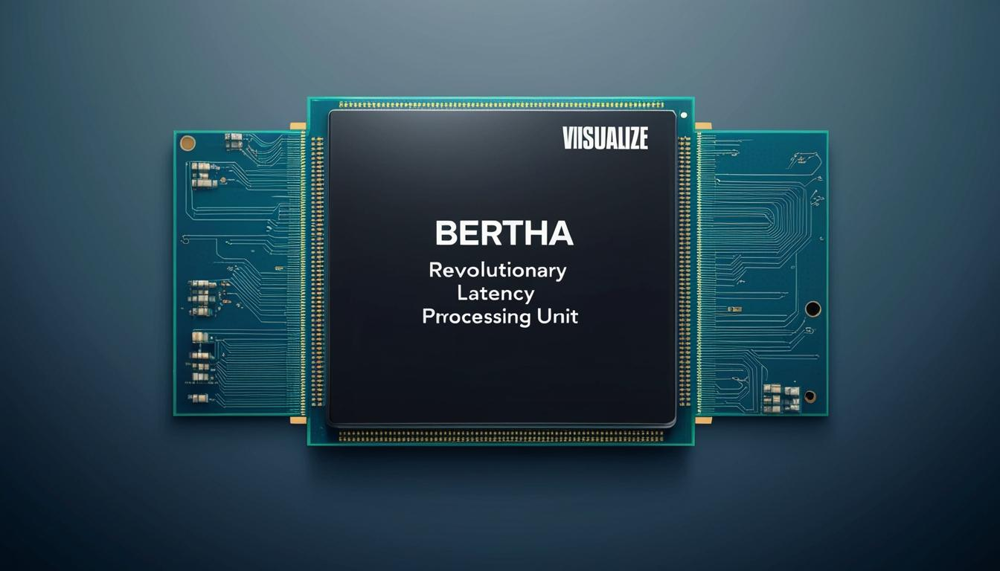 VIISUALIZE
BERTHA
Revolutionary
Latency
Prrocessing Unit